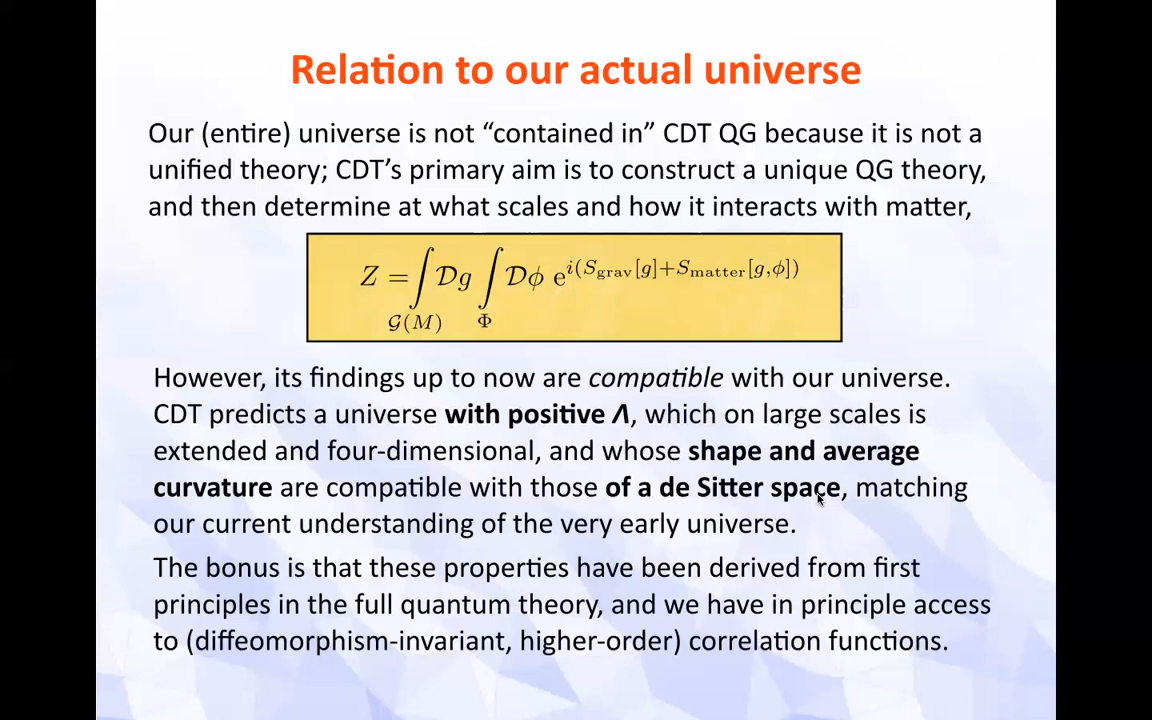 Relation to our actual universe
Our (entire) universe is not “contained in” CDT QG because it is not a
unified theory; CDT’s primary aim is to construct a unique QG theory,
and then determine at what scales and how it interacts with matter,
Z = ∫_{𝒢(M)} 𝒟g ∫_Φ 𝒟ϕ e^{i(S_grav[g]+S_matter[g,ϕ])}
However, its findings up to now are compatible with our universe.
CDT predicts a universe with positive Λ, which on large scales is
extended and four-dimensional, and whose shape and average
curvature are compatible with those of a de Sitter space, matching
our current understanding of the very early universe.
The bonus is that these properties have been derived from first
principles in the full quantum theory, and we have in principle access
to (diffeomorphism-invariant, higher-order) correlation functions.